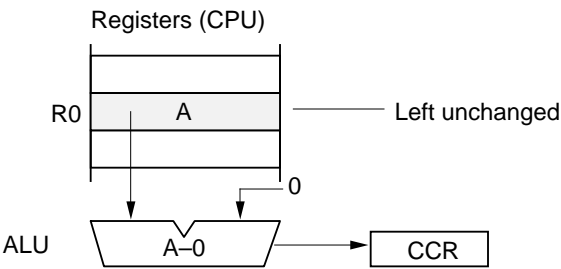 Registers (CPU)
R0 A Left unchanged
0
ALU A–0 CCR